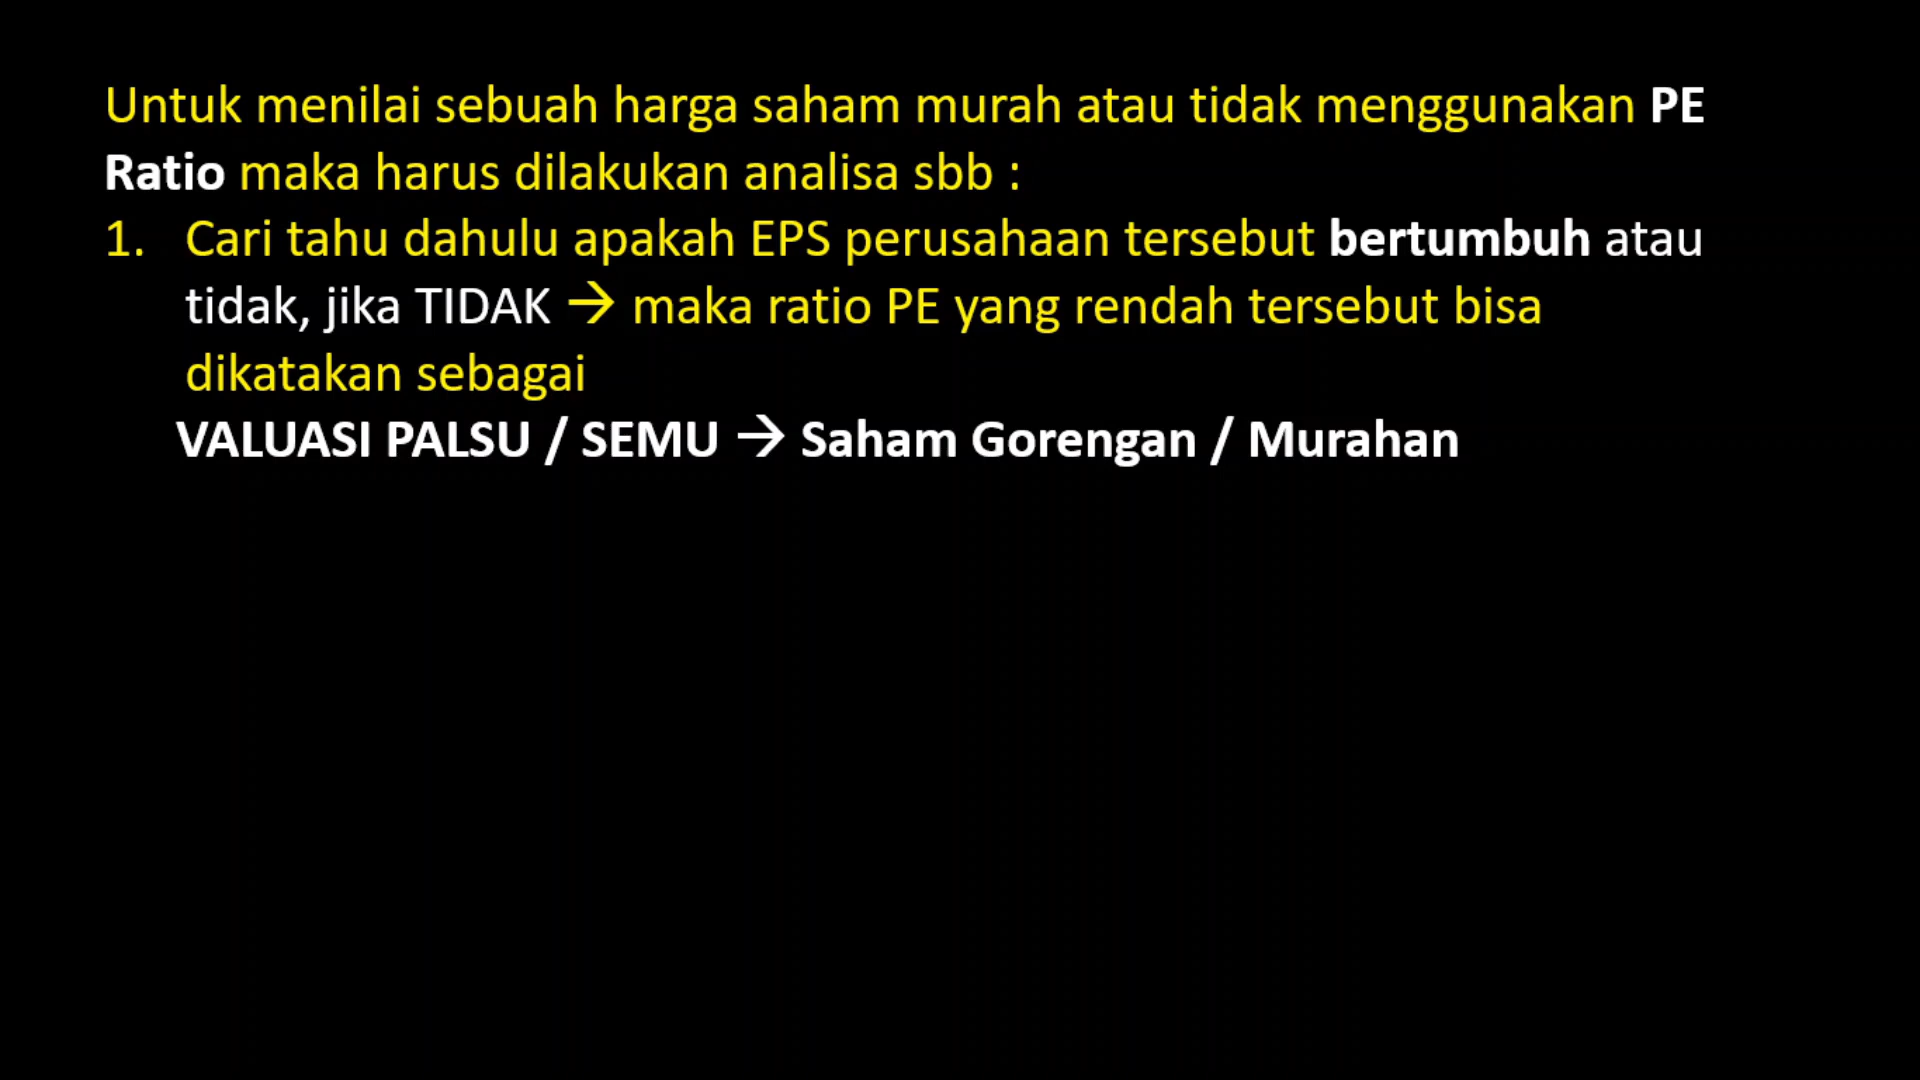 Untuk menilai sebuah harga saham murah atau tidak menggunakan PE
Ratio maka harus dilakukan analisa sbb :
1. Cari tahu dahulu apakah EPS perusahaan tersebut bertumbuh atau
tidak, jika TIDAK → maka ratio PE yang rendah tersebut bisa
dikatakan sebagai
VALUASI PALSU / SEMU → Saham Gorengan / Murahan